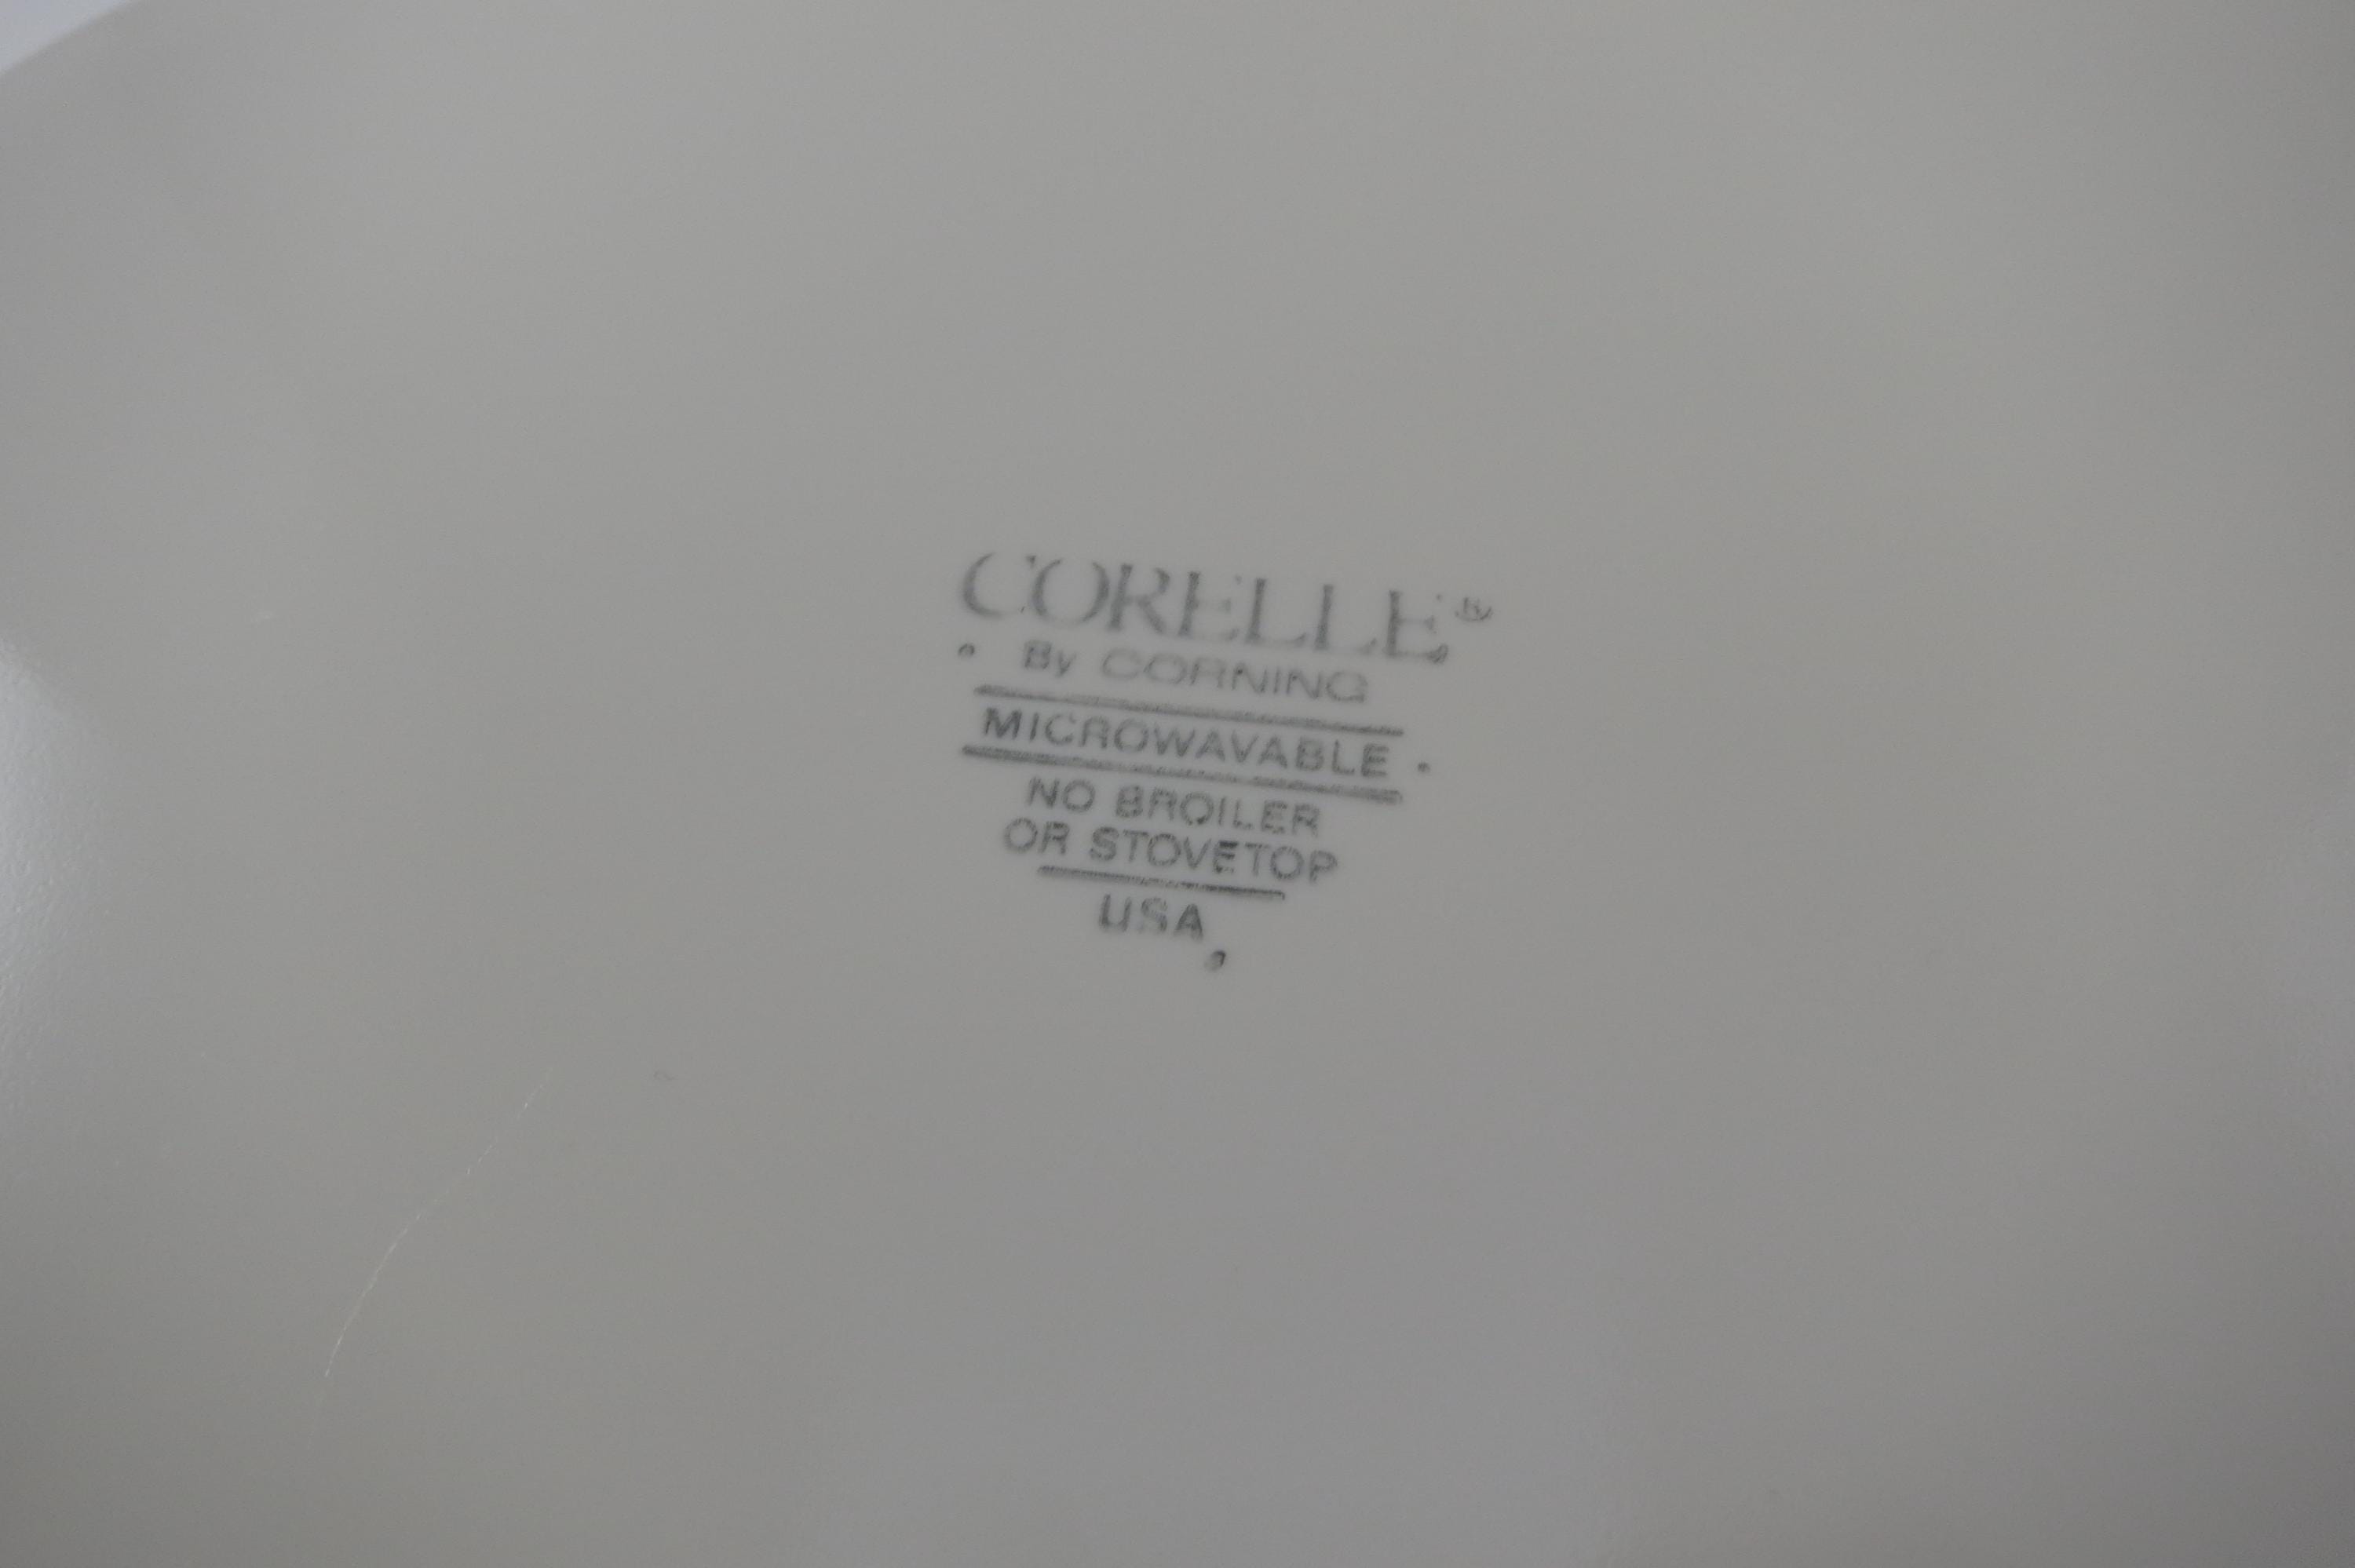 CORELLE®
By CORNING
MICROWAVABLE
NO BROILER
OR STOVETOP
USA